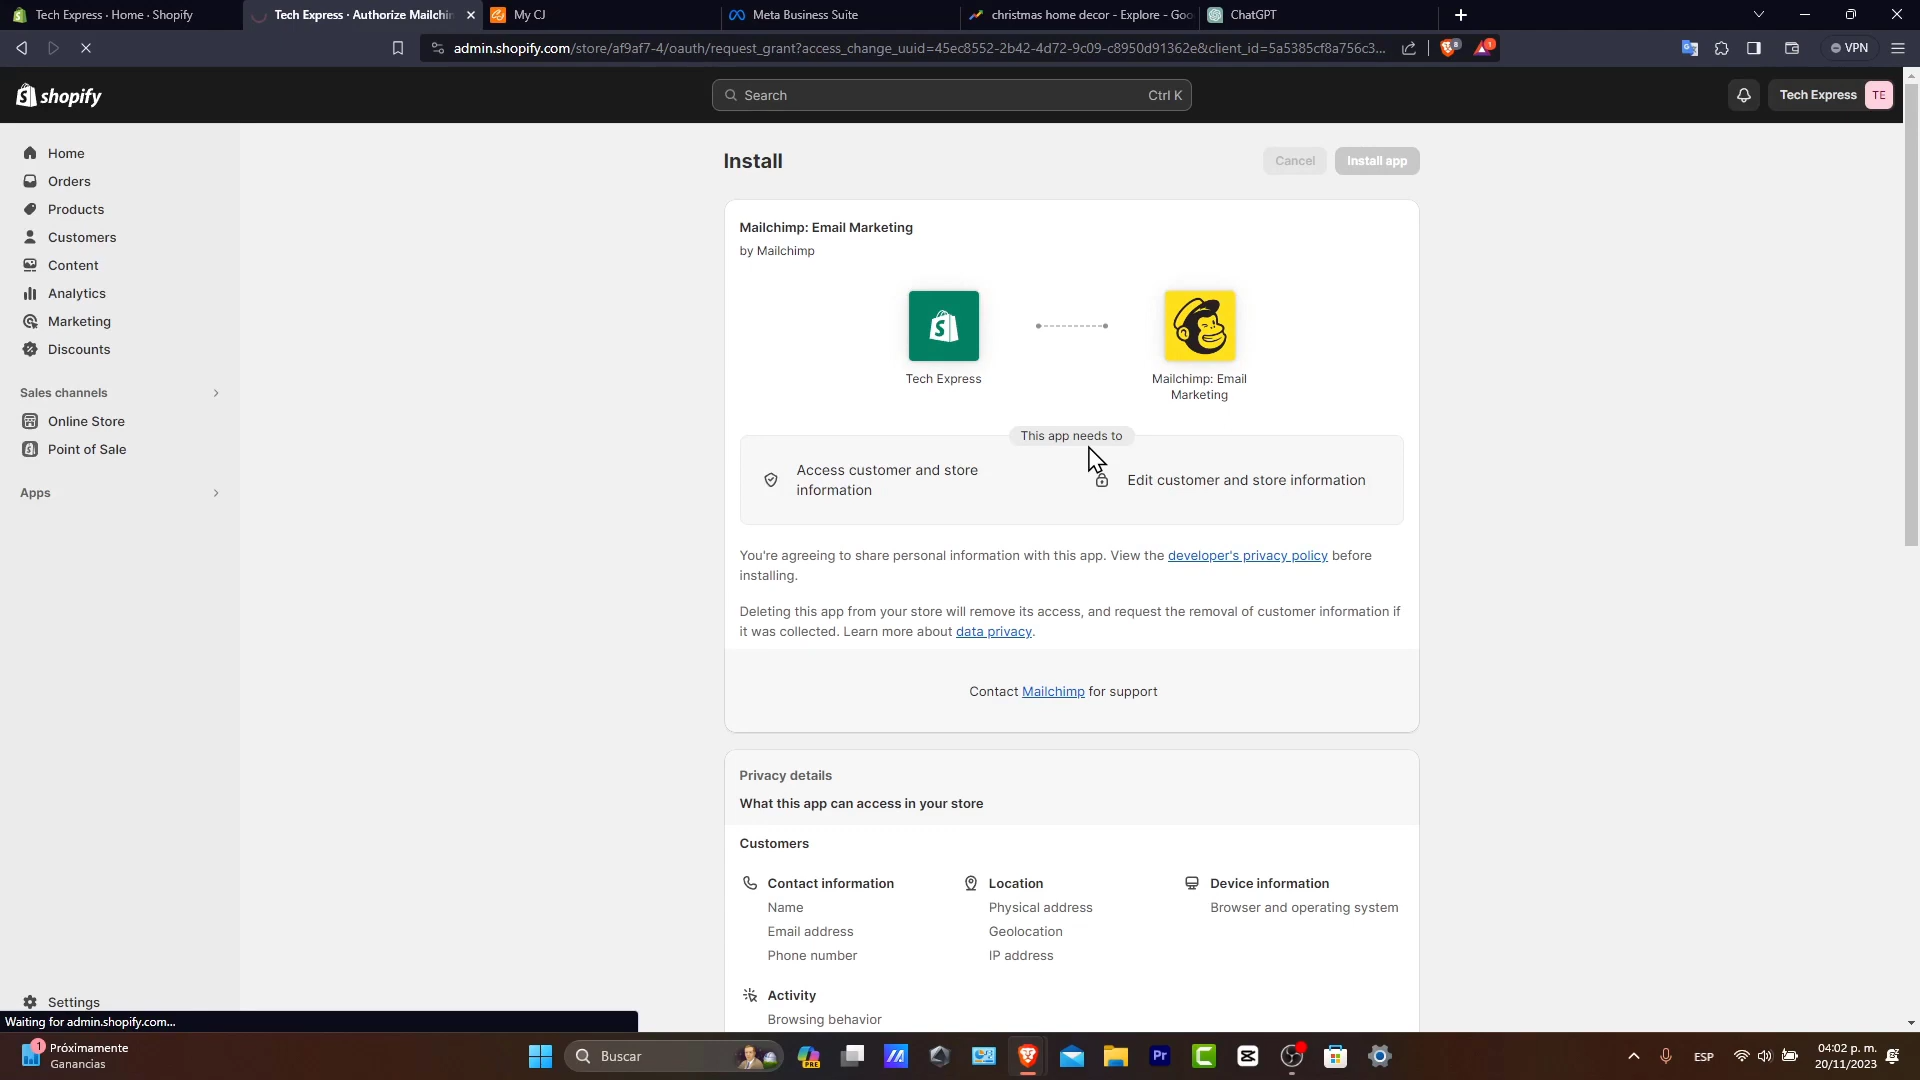 Tech Express · Home · Shopify
Tech Express · Authorize Mailchin
My CJ
Meta Business Suite
christmas home decor - Explore - Goo
ChatGPT
admin.shopify.com/store/af9af7-4/oauth/request_grant?access_change_uuid=45ec8552-2b42-4d72-9c09-c8950d91362e&client_id=5a5385cf8a756c3...
8
1
VPN
shopify
Search
Ctrl K
Tech Express
TE
Home
Orders
Products
Customers
Content
Analytics
Marketing
Discounts
Sales channels
Online Store
Point of Sale
Apps
Settings
Install
Cancel
Install app
Mailchimp: Email Marketing
by Mailchimp
Tech Express
Mailchimp: Email
Marketing
This app needs to
Access customer and store
information
Edit customer and store information
You're agreeing to share personal information with this app. View the developer's privacy policy before
installing.
Deleting this app from your store will remove its access, and request the removal of customer information if
it was collected. Learn more about data privacy.
Contact Mailchimp for support
Privacy details
What this app can access in your store
Customers
Contact information
Name
Email address
Phone number
Location
Physical address
Geolocation
IP address
Device information
Browser and operating system
Activity
Browsing behavior
Waiting for admin.shopify.com...
1
Próximamente
Ganancias
Buscar
PRE
Pr
ESP
04:02 p. m.
20/11/2023